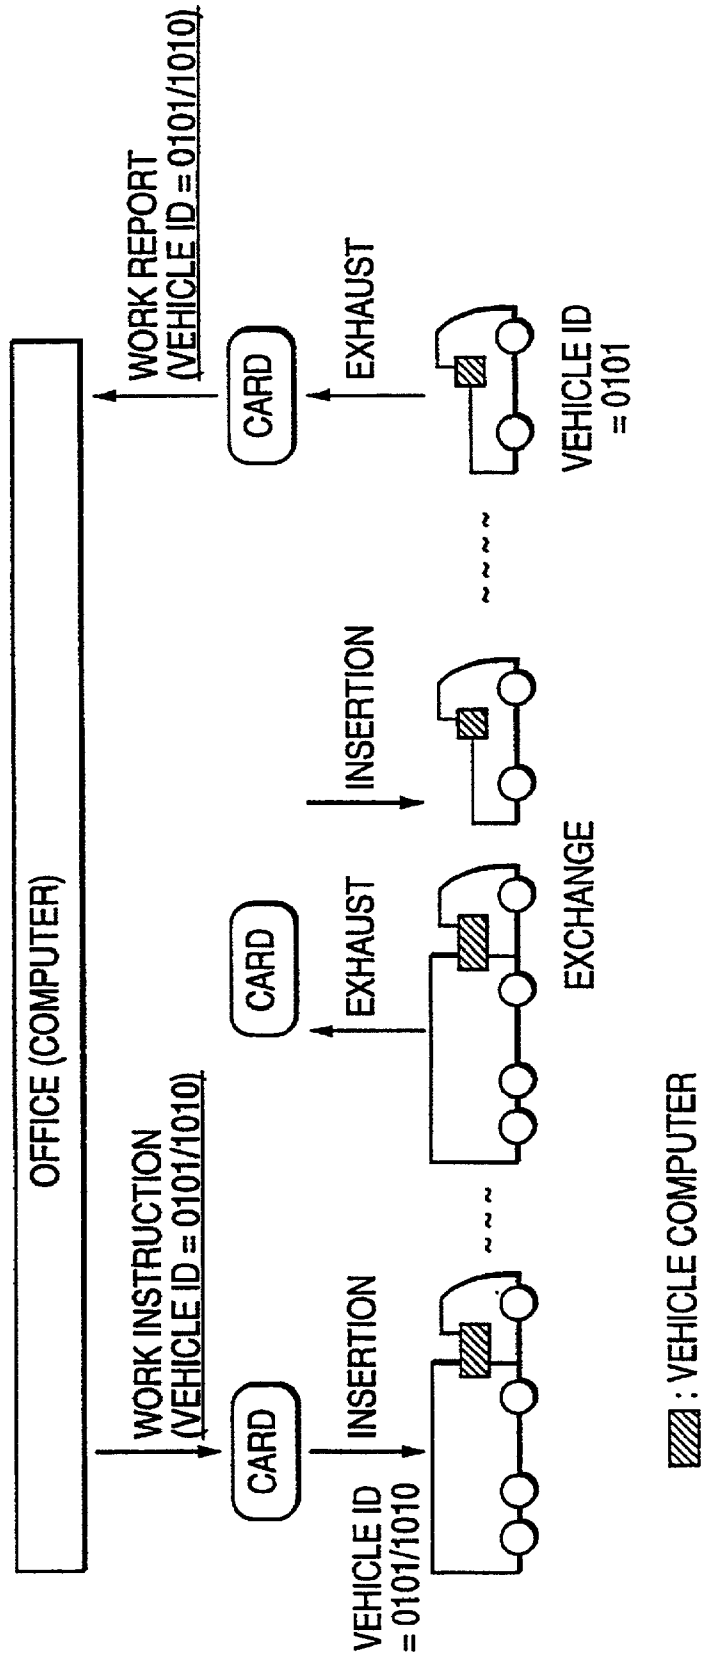 OFFICE (COMPUTER)
WORK INSTRUCTION
(VEHICLE ID = 0101/1010)
WORK REPORT
(VEHICLE ID = 0101/1010)
CARD
CARD
CARD
INSERTION
EXHAUST
INSERTION
EXHAUST
VEHICLE ID
= 0101/1010
EXCHANGE
VEHICLE ID
= 0101
: VEHICLE COMPUTER